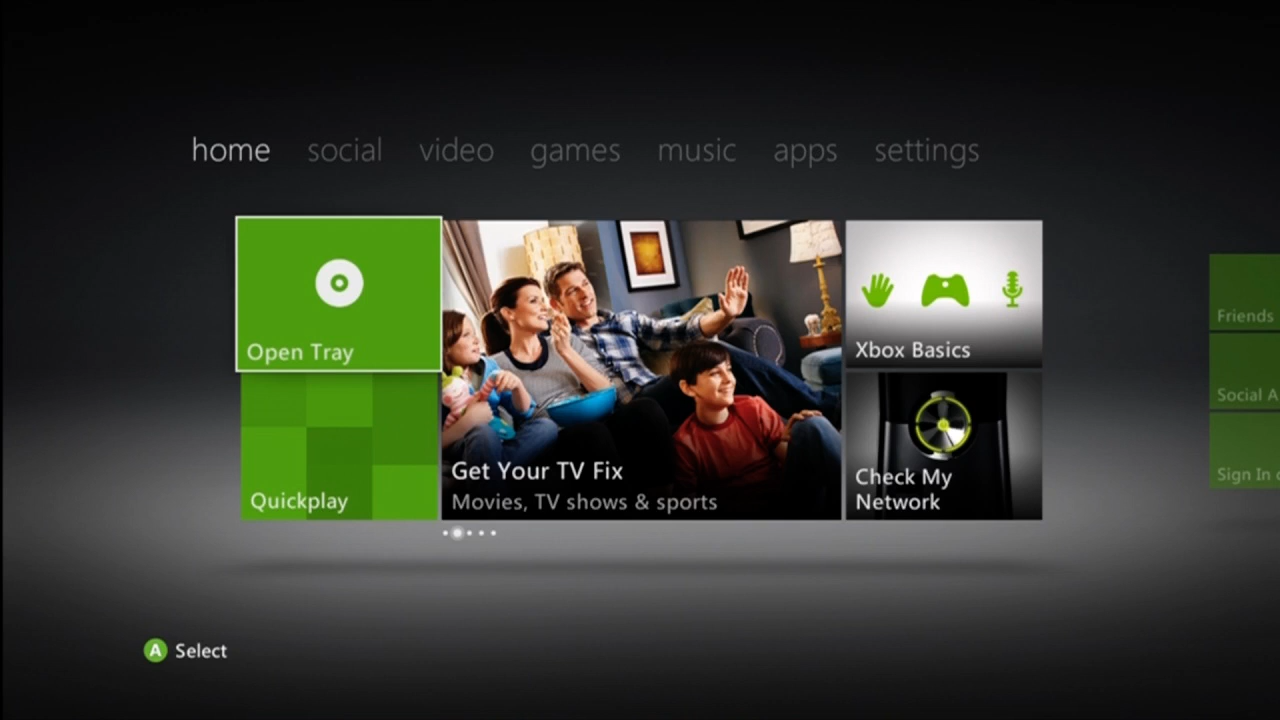 home social video games music apps settings
Open Tray
Quickplay
Get Your TV Fix
Movies, TV shows & sports
Xbox Basics
Check My
Network
Friends
Social A
Sign In
A Select